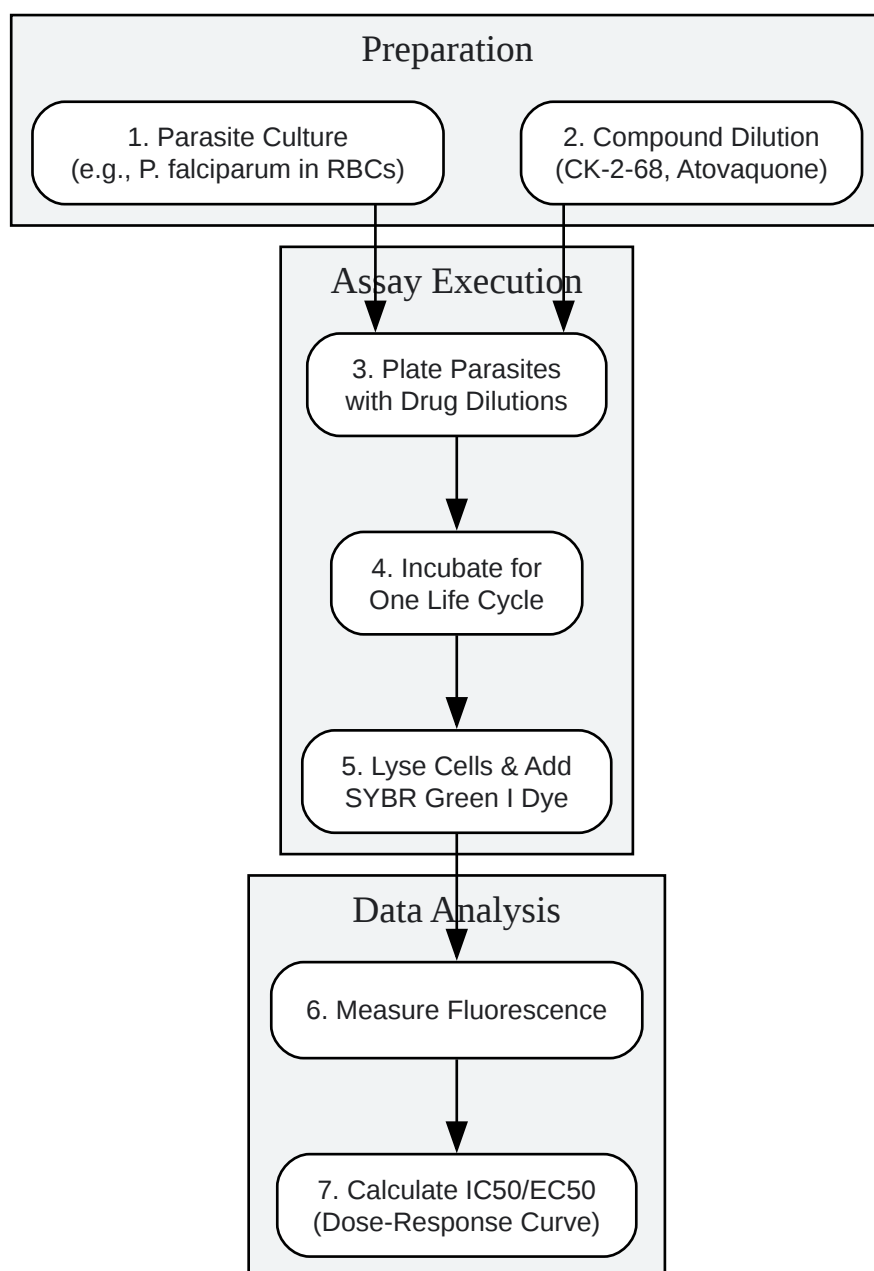 Preparation
1. Parasite Culture
(e.g., P. falciparum in RBCs)
2. Compound Dilution
(CK-2-68, Atovaquone)
Assay Execution
3. Plate Parasites
with Drug Dilutions
4. Incubate for
One Life Cycle
5. Lyse Cells & Add
SYBR Green I Dye
Data Analysis
6. Measure Fluorescence
7. Calculate IC50/EC50
(Dose-Response Curve)